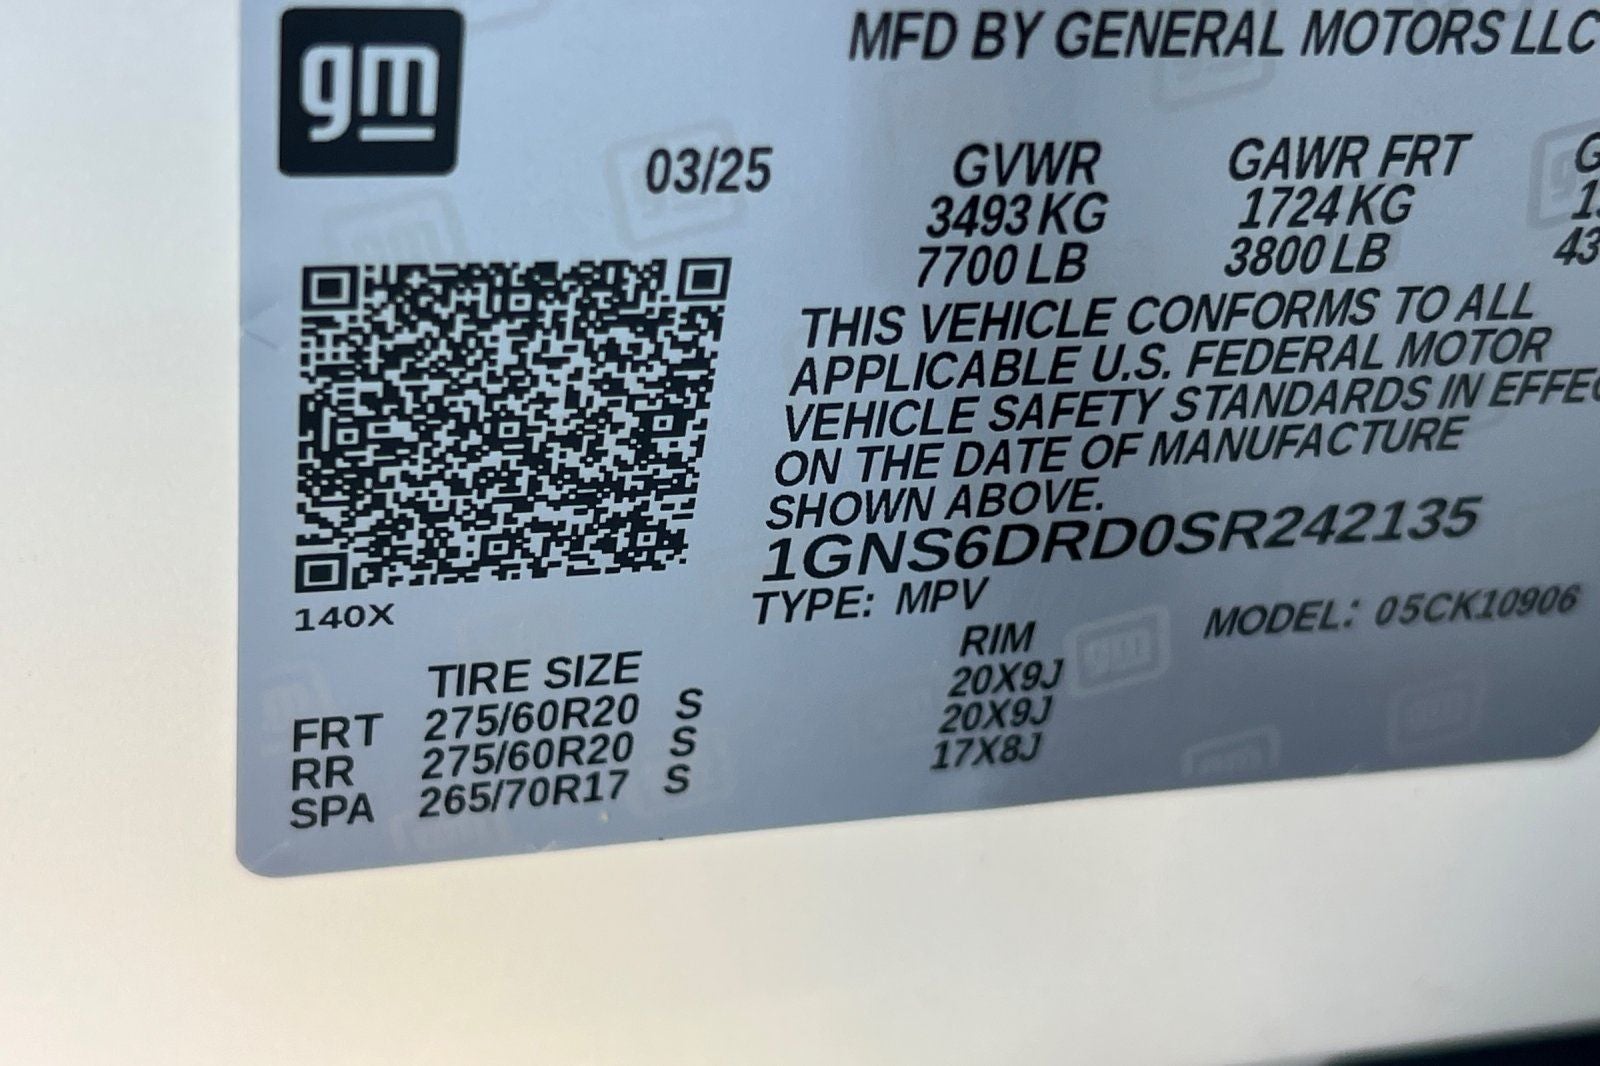 gm
MFD BY GENERAL MOTORS LLC
03/25
GVWR GAWR FRT
3493 KG 1724 KG
7700 LB 3800 LB
THIS VEHICLE CONFORMS TO ALL
APPLICABLE U.S. FEDERAL MOTOR
VEHICLE SAFETY STANDARDS IN EFFEC
ON THE DATE OF MANUFACTURE
SHOWN ABOVE.
1GNS6DRD0SR242135
140X
TYPE: MPV MODEL: 05CK10906
TIRE SIZE RIM
FRT 275/60R20 S 20X9J
RR 275/60R20 S 20X9J
SPA 265/70R17 S 17X8J